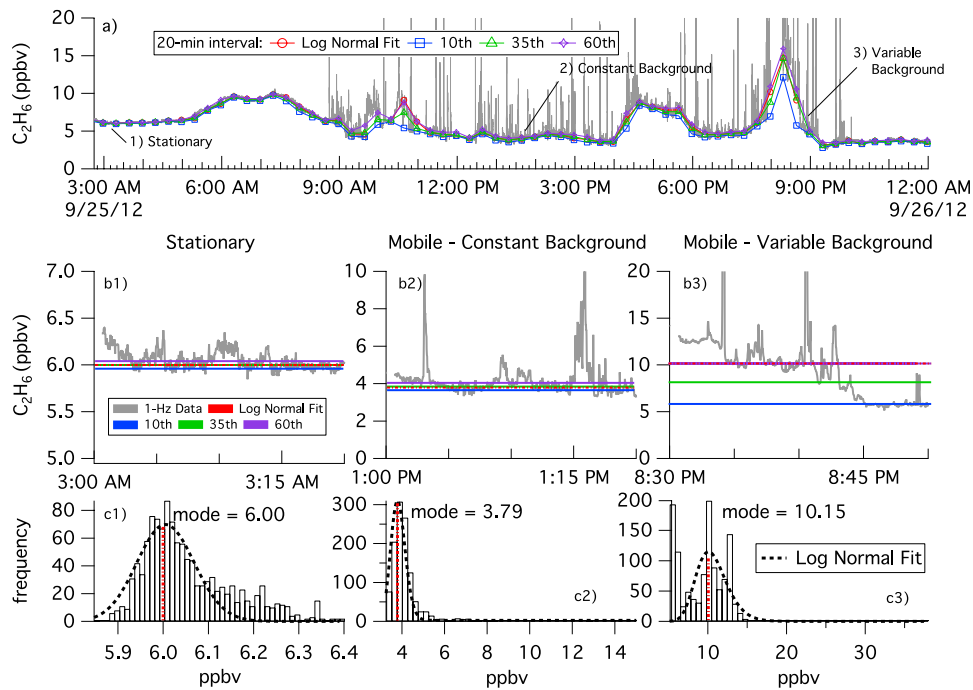 a)
20
15
10
5
0
C2H6 (ppbv)
20-min interval: Log Normal Fit 10th 35th 60th
1) Stationary
2) Constant Background
3) Variable
Background
3:00 AM 6:00 AM 9:00 AM 12:00 PM 3:00 PM 6:00 PM 9:00 PM 12:00 AM
9/25/12 9/26/12
Stationary
b1)
7.0
6.5
6.0
5.5
5.0
C2H6 (ppbv)
1-Hz Data Log Normal Fit
10th 35th 60th
3:00 AM 3:15 AM
Mobile - Constant Background
b2)
10
8
6
4
2
0
1:00 PM 1:15 PM
Mobile - Variable Background
b3)
20
15
10
5
0
8:30 PM 8:45 PM
c1)
mode = 6.00
80
60
40
20
0
frequency
5.9 6.0 6.1 6.2 6.3 6.4
ppbv
mode = 3.79
c2)
300
200
100
0
4 6 8 10 12 14
ppbv
mode = 10.15
Log Normal Fit
c3)
200
150
100
50
0
10 20 30
ppbv